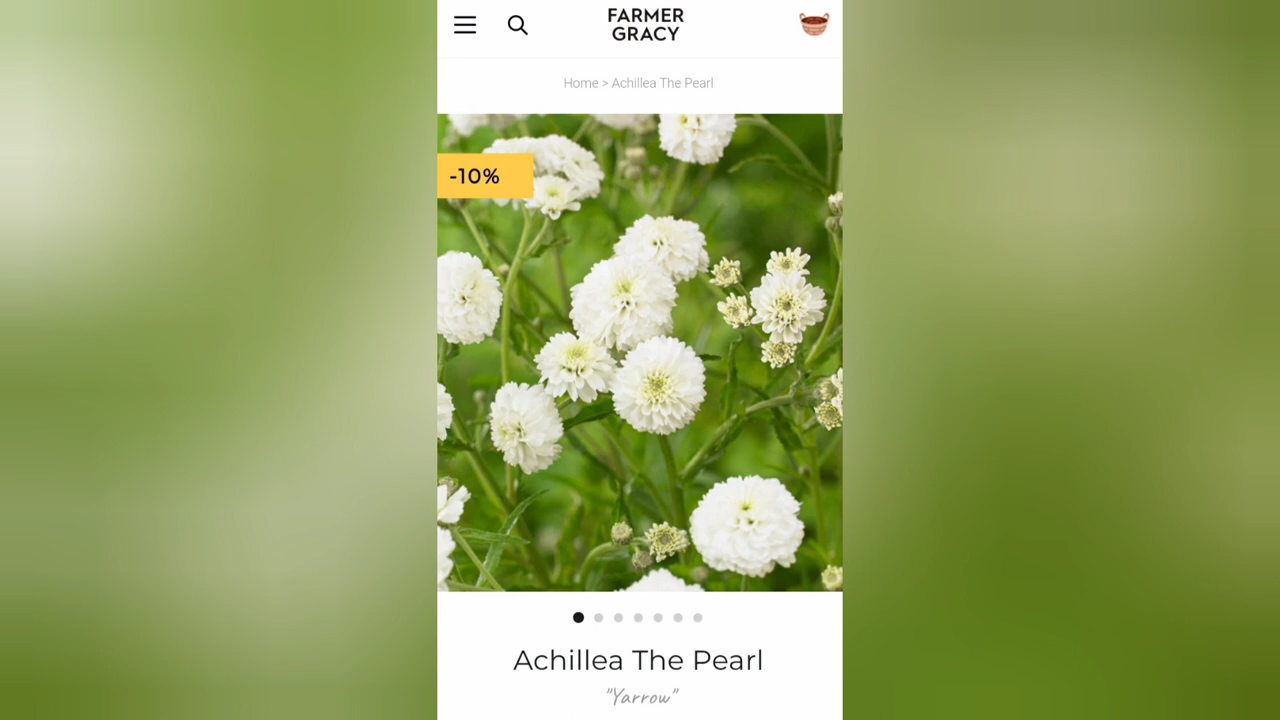 FARMER
GRACY
Home > Achillea The Pearl
-10%
Achillea The Pearl
"Yarrow"